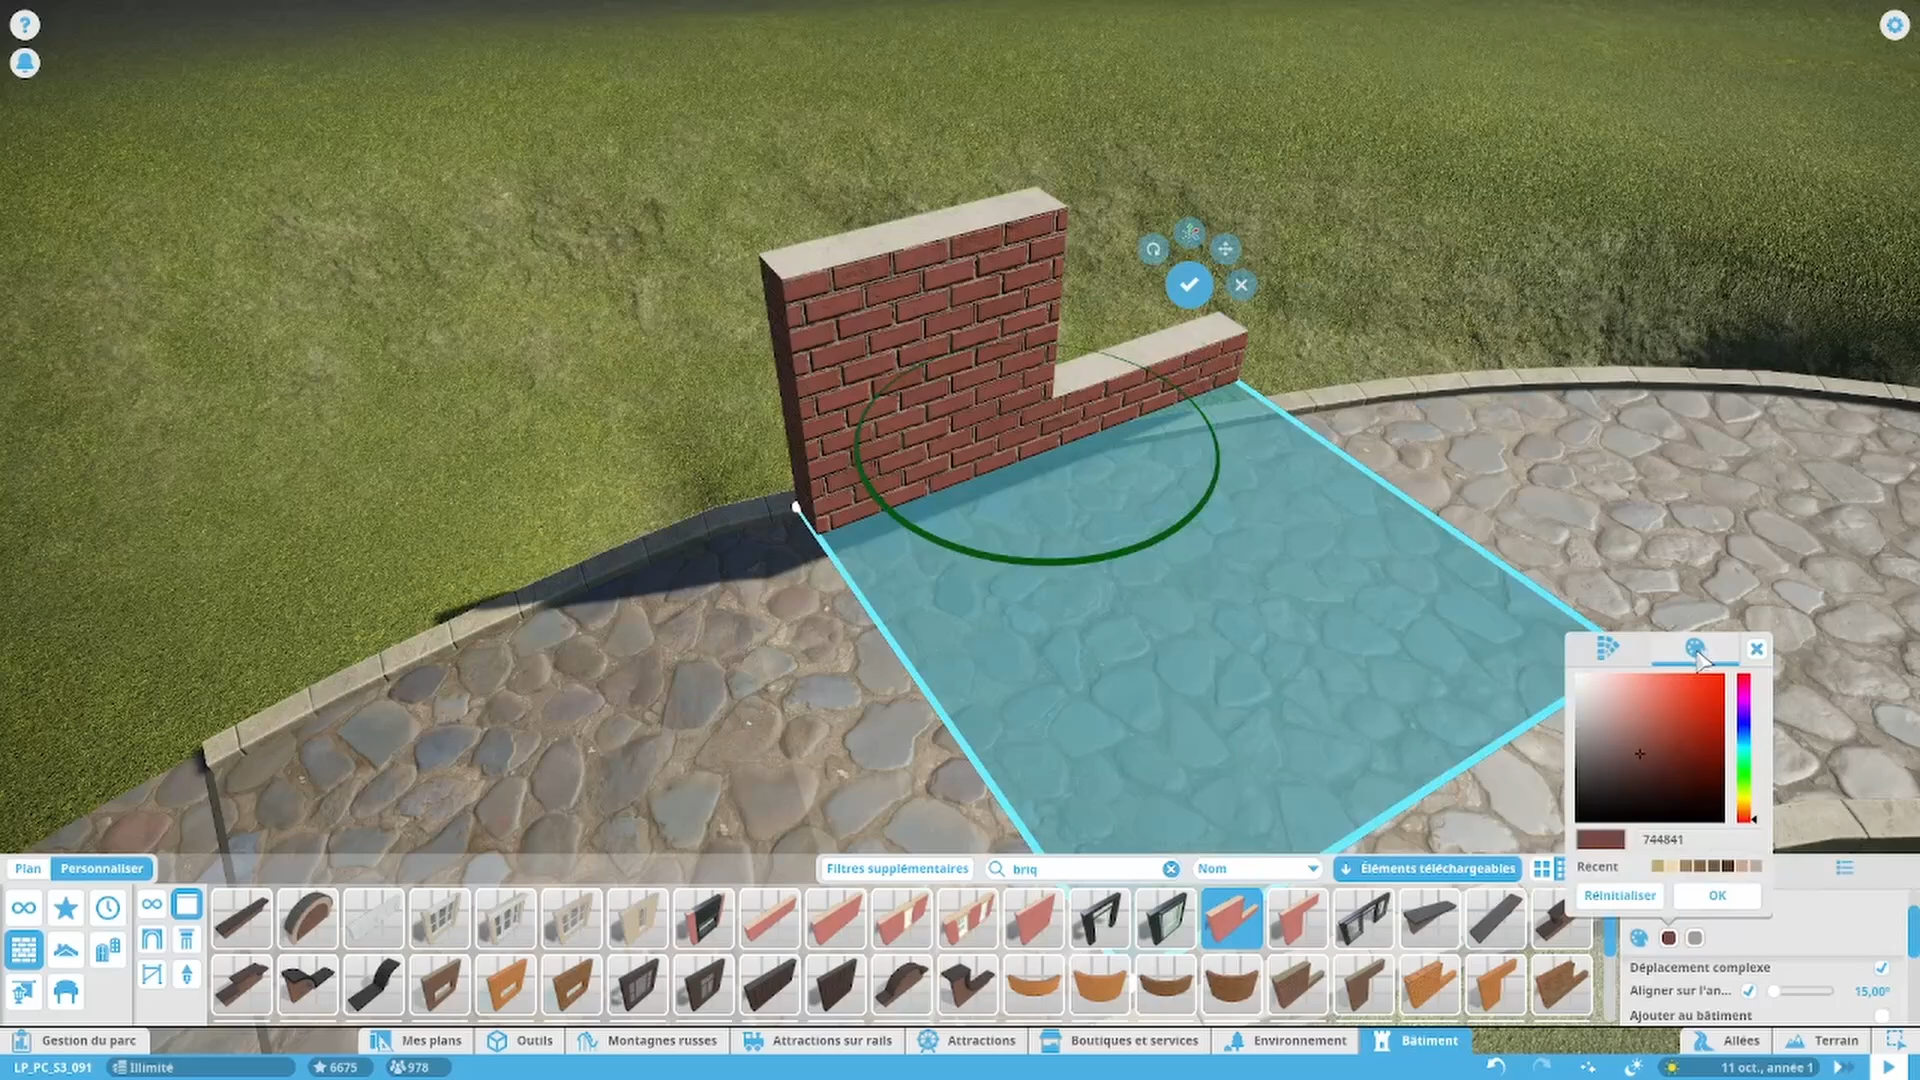 ?
744841
Récent
Réinitialiser OK
Plan Personnaliser
Filtres supplémentaires briq Nom Éléments téléchargeables
Déplacement complexe
Aligner sur l'an... 15,00°
Ajouter au bâtiment
Gestion du parc Mes plans Outils Montagnes russes Attractions sur rails Attractions Boutiques et services Environnement Bâtiment Allées Terrain
LP_PC_S3_091 Illimité 6675 978 11 oct., année 1